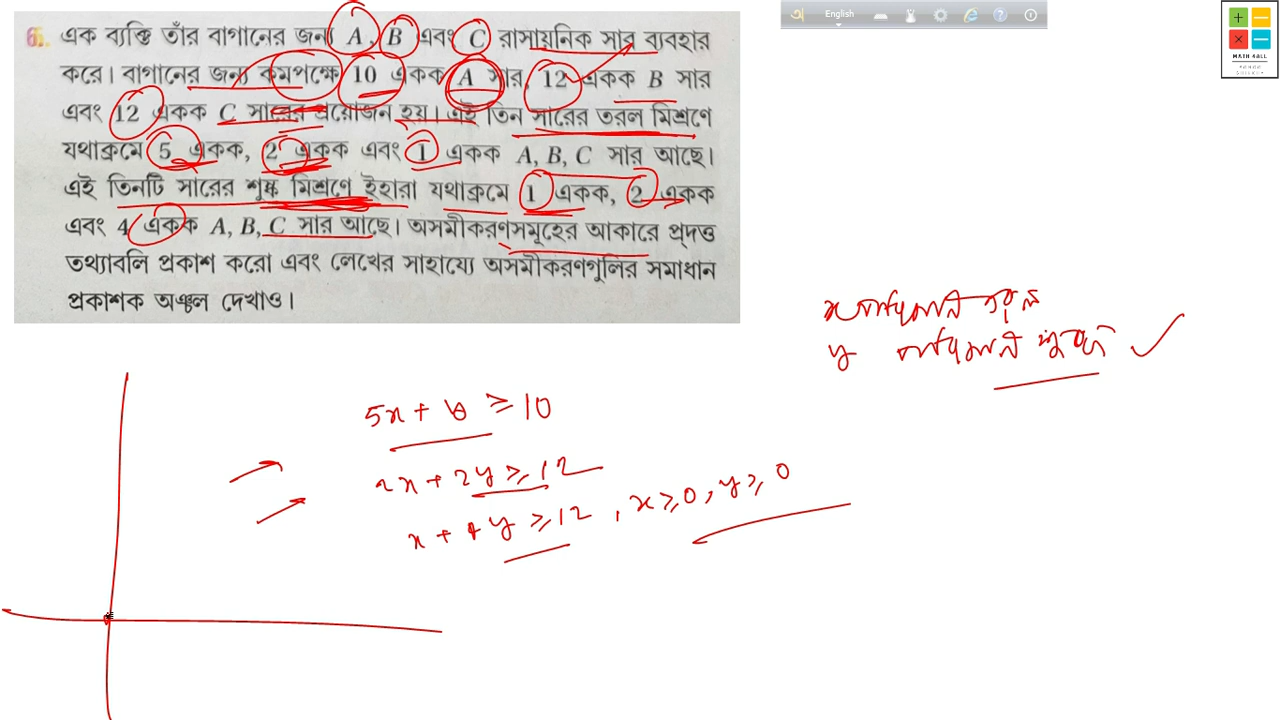 6. এক ব্যক্তি তাঁর বাগানের জন্য A, B এবং C রাসায়নিক সার ব্যবহার
করে। বাগানের জন্য কমপক্ষে 10 একক A সার, 12 একক B সার
এবং 12 একক C সারের প্রয়োজন হয়। এই তিন সারের তরল মিশ্রণে
যথাক্রমে 5 একক, 2 একক এবং 1 একক A, B, C সার আছে।
এই তিনটি সারের শুষ্ক মিশ্রণে ইহারা যথাক্রমে 1 একক, 2 একক
এবং 4 একক A, B, C সার আছে। অসমীকরণসমূহের আকারে প্রদত্ত
তথ্যাবলি প্রকাশ করো এবং লেখের সাহায্যে অসমীকরণগুলির সমাধান
প্রকাশক অঞ্চল দেখাও।
English
MATH 4ALL
x তরল
y শুষ্ক
5x + y ≥ 10
2x + 2y ≥ 12
x + 4y ≥ 12, x ≥ 0, y ≥ 0